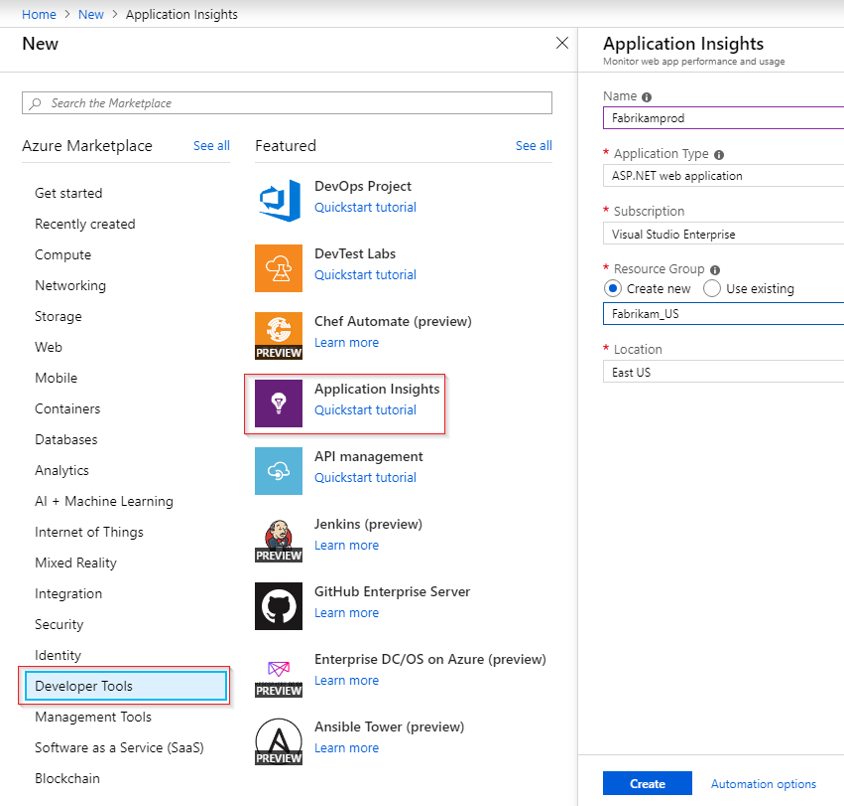 Home > New > Application Insights
New
Search the Marketplace
Azure Marketplace See all
Get started
Recently created
Compute
Networking
Storage
Web
Mobile
Containers
Databases
Analytics
AI + Machine Learning
Internet of Things
Mixed Reality
Integration
Security
Identity
Developer Tools
Management Tools
Software as a Service (SaaS)
Blockchain
Featured See all
DevOps Project
Quickstart tutorial
DevTest Labs
Quickstart tutorial
Chef Automate (preview)
PREVIEW
Learn more
Application Insights
Quickstart tutorial
API management
Quickstart tutorial
Jenkins (preview)
PREVIEW
Learn more
GitHub Enterprise Server
Learn more
Enterprise DC/OS on Azure (preview)
PREVIEW
Learn more
Ansible Tower (preview)
PREVIEW
Learn more
Application Insights
Monitor web app performance and usage
Name
Fabrikamprod
* Application Type
ASP.NET web application
* Subscription
Visual Studio Enterprise
* Resource Group
Create new Use existing
Fabrikam_US
* Location
East US
Create Automation options